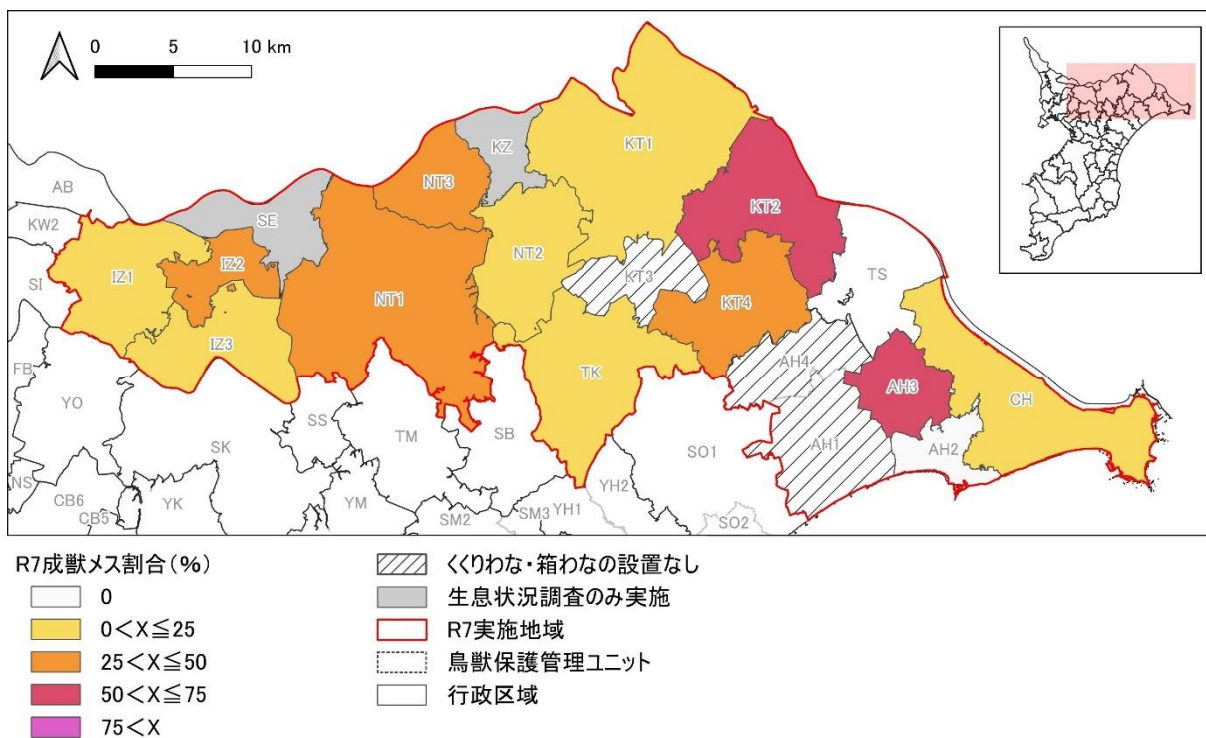 0 5 10 km
AB
KW2
SI
IZ1
IZ2
IZ3
SE
NT1
NT3
KZ
NT2
KT1
KT2
KT3
KT4
TK
TS
AH4
AH3
AH1
AH2
CH
FB
YO
NS
CB6
CB5
YK
SK
SS
TM
YM
SB
SM2
SM3
YH1
YH2
SO1
SO2
R7成獣メス割合(%)
0
0<X≦25
25<X≦50
50<X≦75
75<X
くくりわな・箱わなの設置なし
生息状況調査のみ実施
R7実施地域
鳥獣保護管理ユニット
行政区域